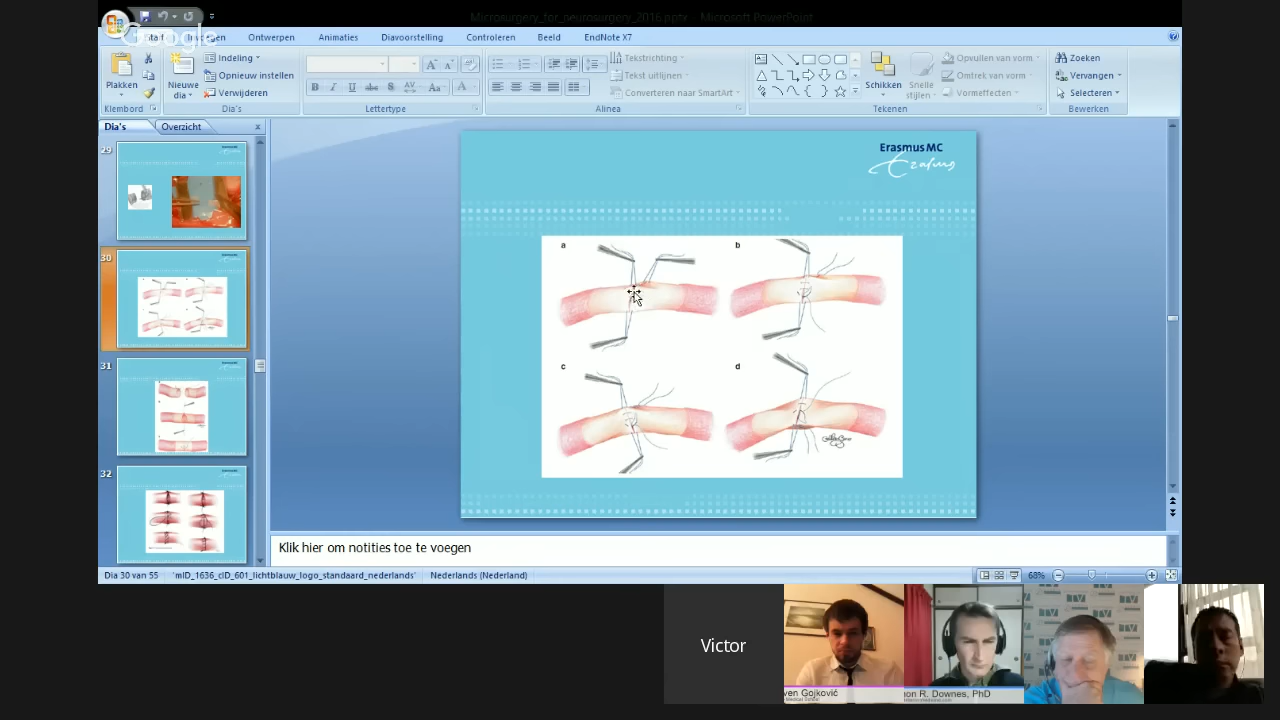 Microsurgery_for_neurosurgery_2016.pptx - Microsoft PowerPoint
Google
Start
Invoegen
Ontwerpen
Animaties
Diavoorstelling
Controleren
Beeld
EndNote X7
Plakken
Klembord
Nieuwe dia
Indeling
Opnieuw instellen
Verwijderen
Dia's
Lettertype
Tekstrichting
Tekst uitlijnen
Converteren naar SmartArt
Alinea
Schikken
Snelle stijlen
Opvullen van vorm
Omtrek van vorm
Vormeffecten
Tekenen
Zoeken
Vervangen
Selecteren
Bewerken
Dia's
Overzicht
29
30
31
32
Erasmus MC
Erasmus
a
b
c
d
Klik hier om notities toe te voegen
Dia 30 van 55
'mID_1636_cID_601_lichtblauw_logo_standaard_nederlands'
Nederlands (Nederland)
68%
Victor
ven Gojković
non R. Downes, PhD